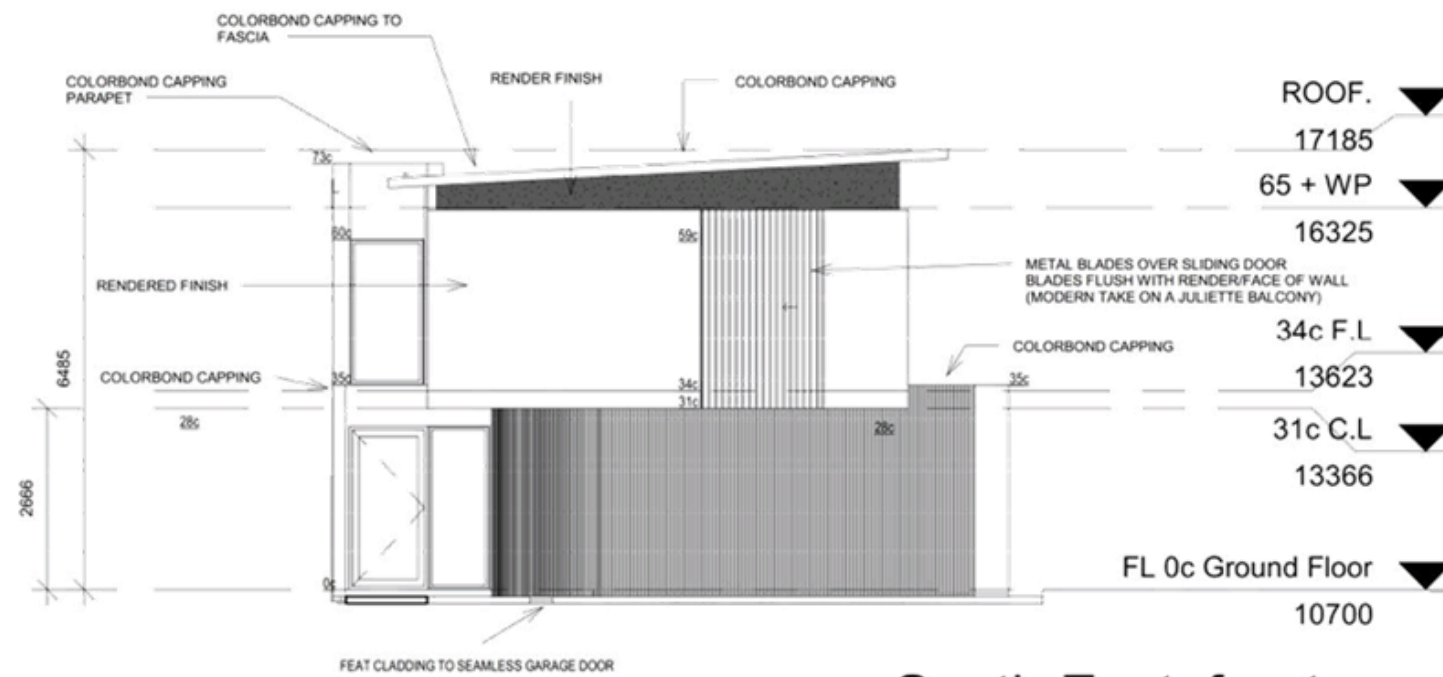 COLORBOND CAPPING TO
FASCIA
COLORBOND CAPPING
PARAPET
RENDER FINISH
COLORBOND CAPPING
ROOF.
17185
73c
65 + WP
16325
60c
59c
RENDERED FINISH
METAL BLADES OVER SLIDING DOOR
BLADES FLUSH WITH RENDER/FACE OF WALL
(MODERN TAKE ON A JULIETTE BALCONY)
34c F.L
13623
COLORBOND CAPPING
6485
COLORBOND CAPPING
35c
34c
35c
31c
28c
28c
31c C.L
13366
2666
0c
FL 0c Ground Floor
10700
FEAT CLADDING TO SEAMLESS GARAGE DOOR